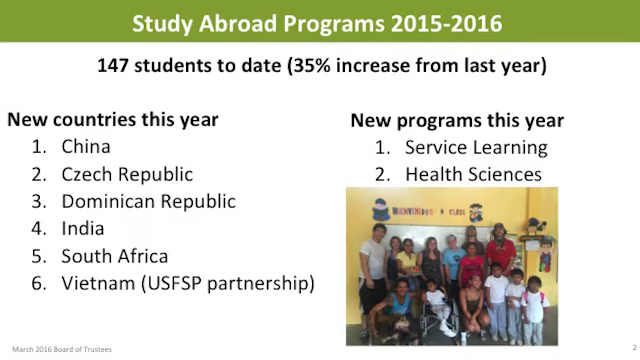 Study Abroad Programs 2015-2016
147 students to date (35% increase from last year)
New countries this year
1. China
2. Czech Republic
3. Dominican Republic
4. India
5. South Africa
6. Vietnam (USFSP partnership)
New programs this year
1. Service Learning
2. Health Sciences
BIENVENIDOS A CLASE
March 2016 Board of Trustees
2